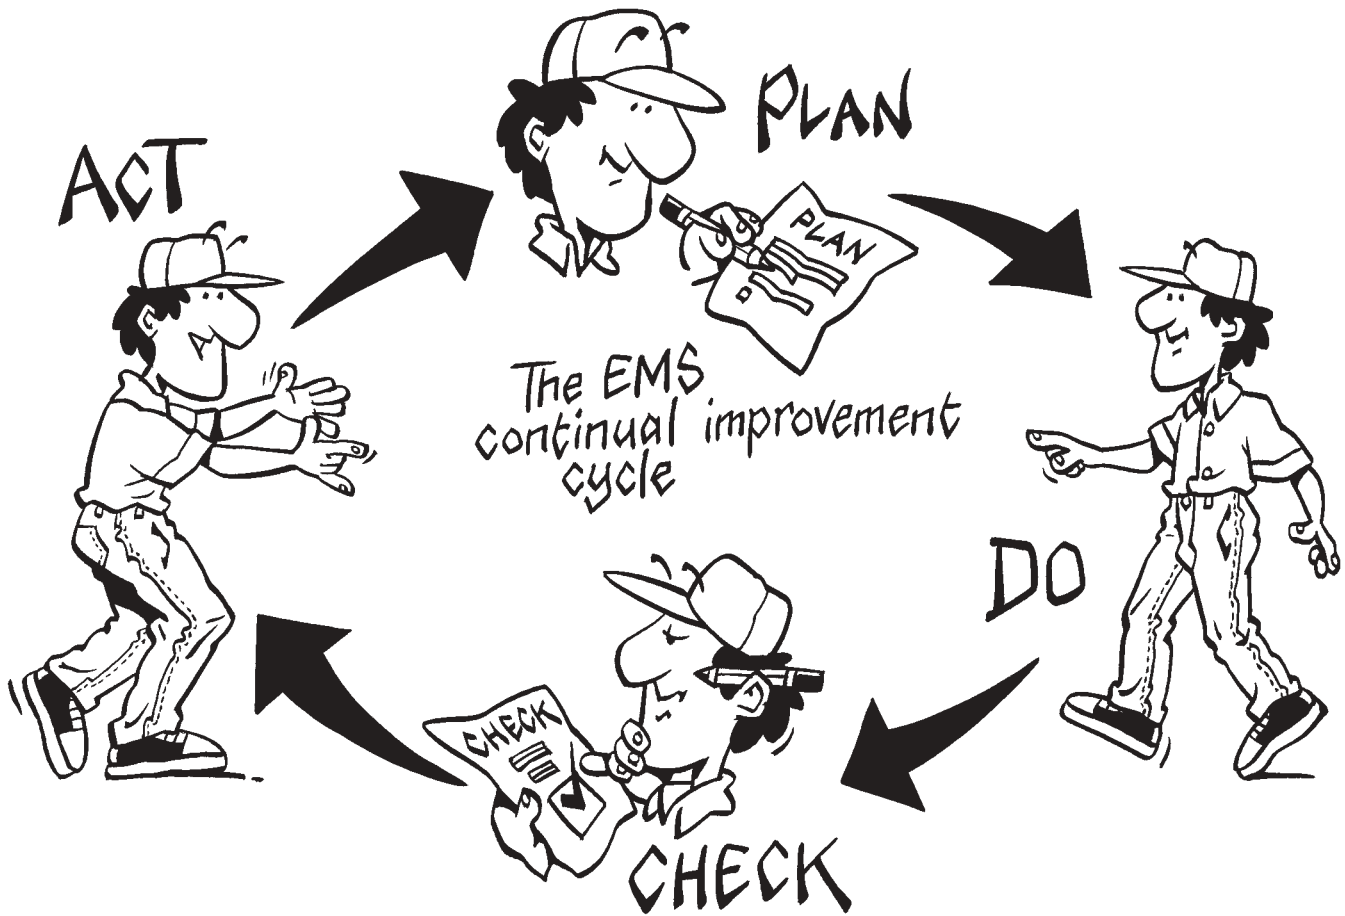 PLAN
ACT
PLAN
The EMS
continual improvement
cycle
DO
CHECK
CHECK